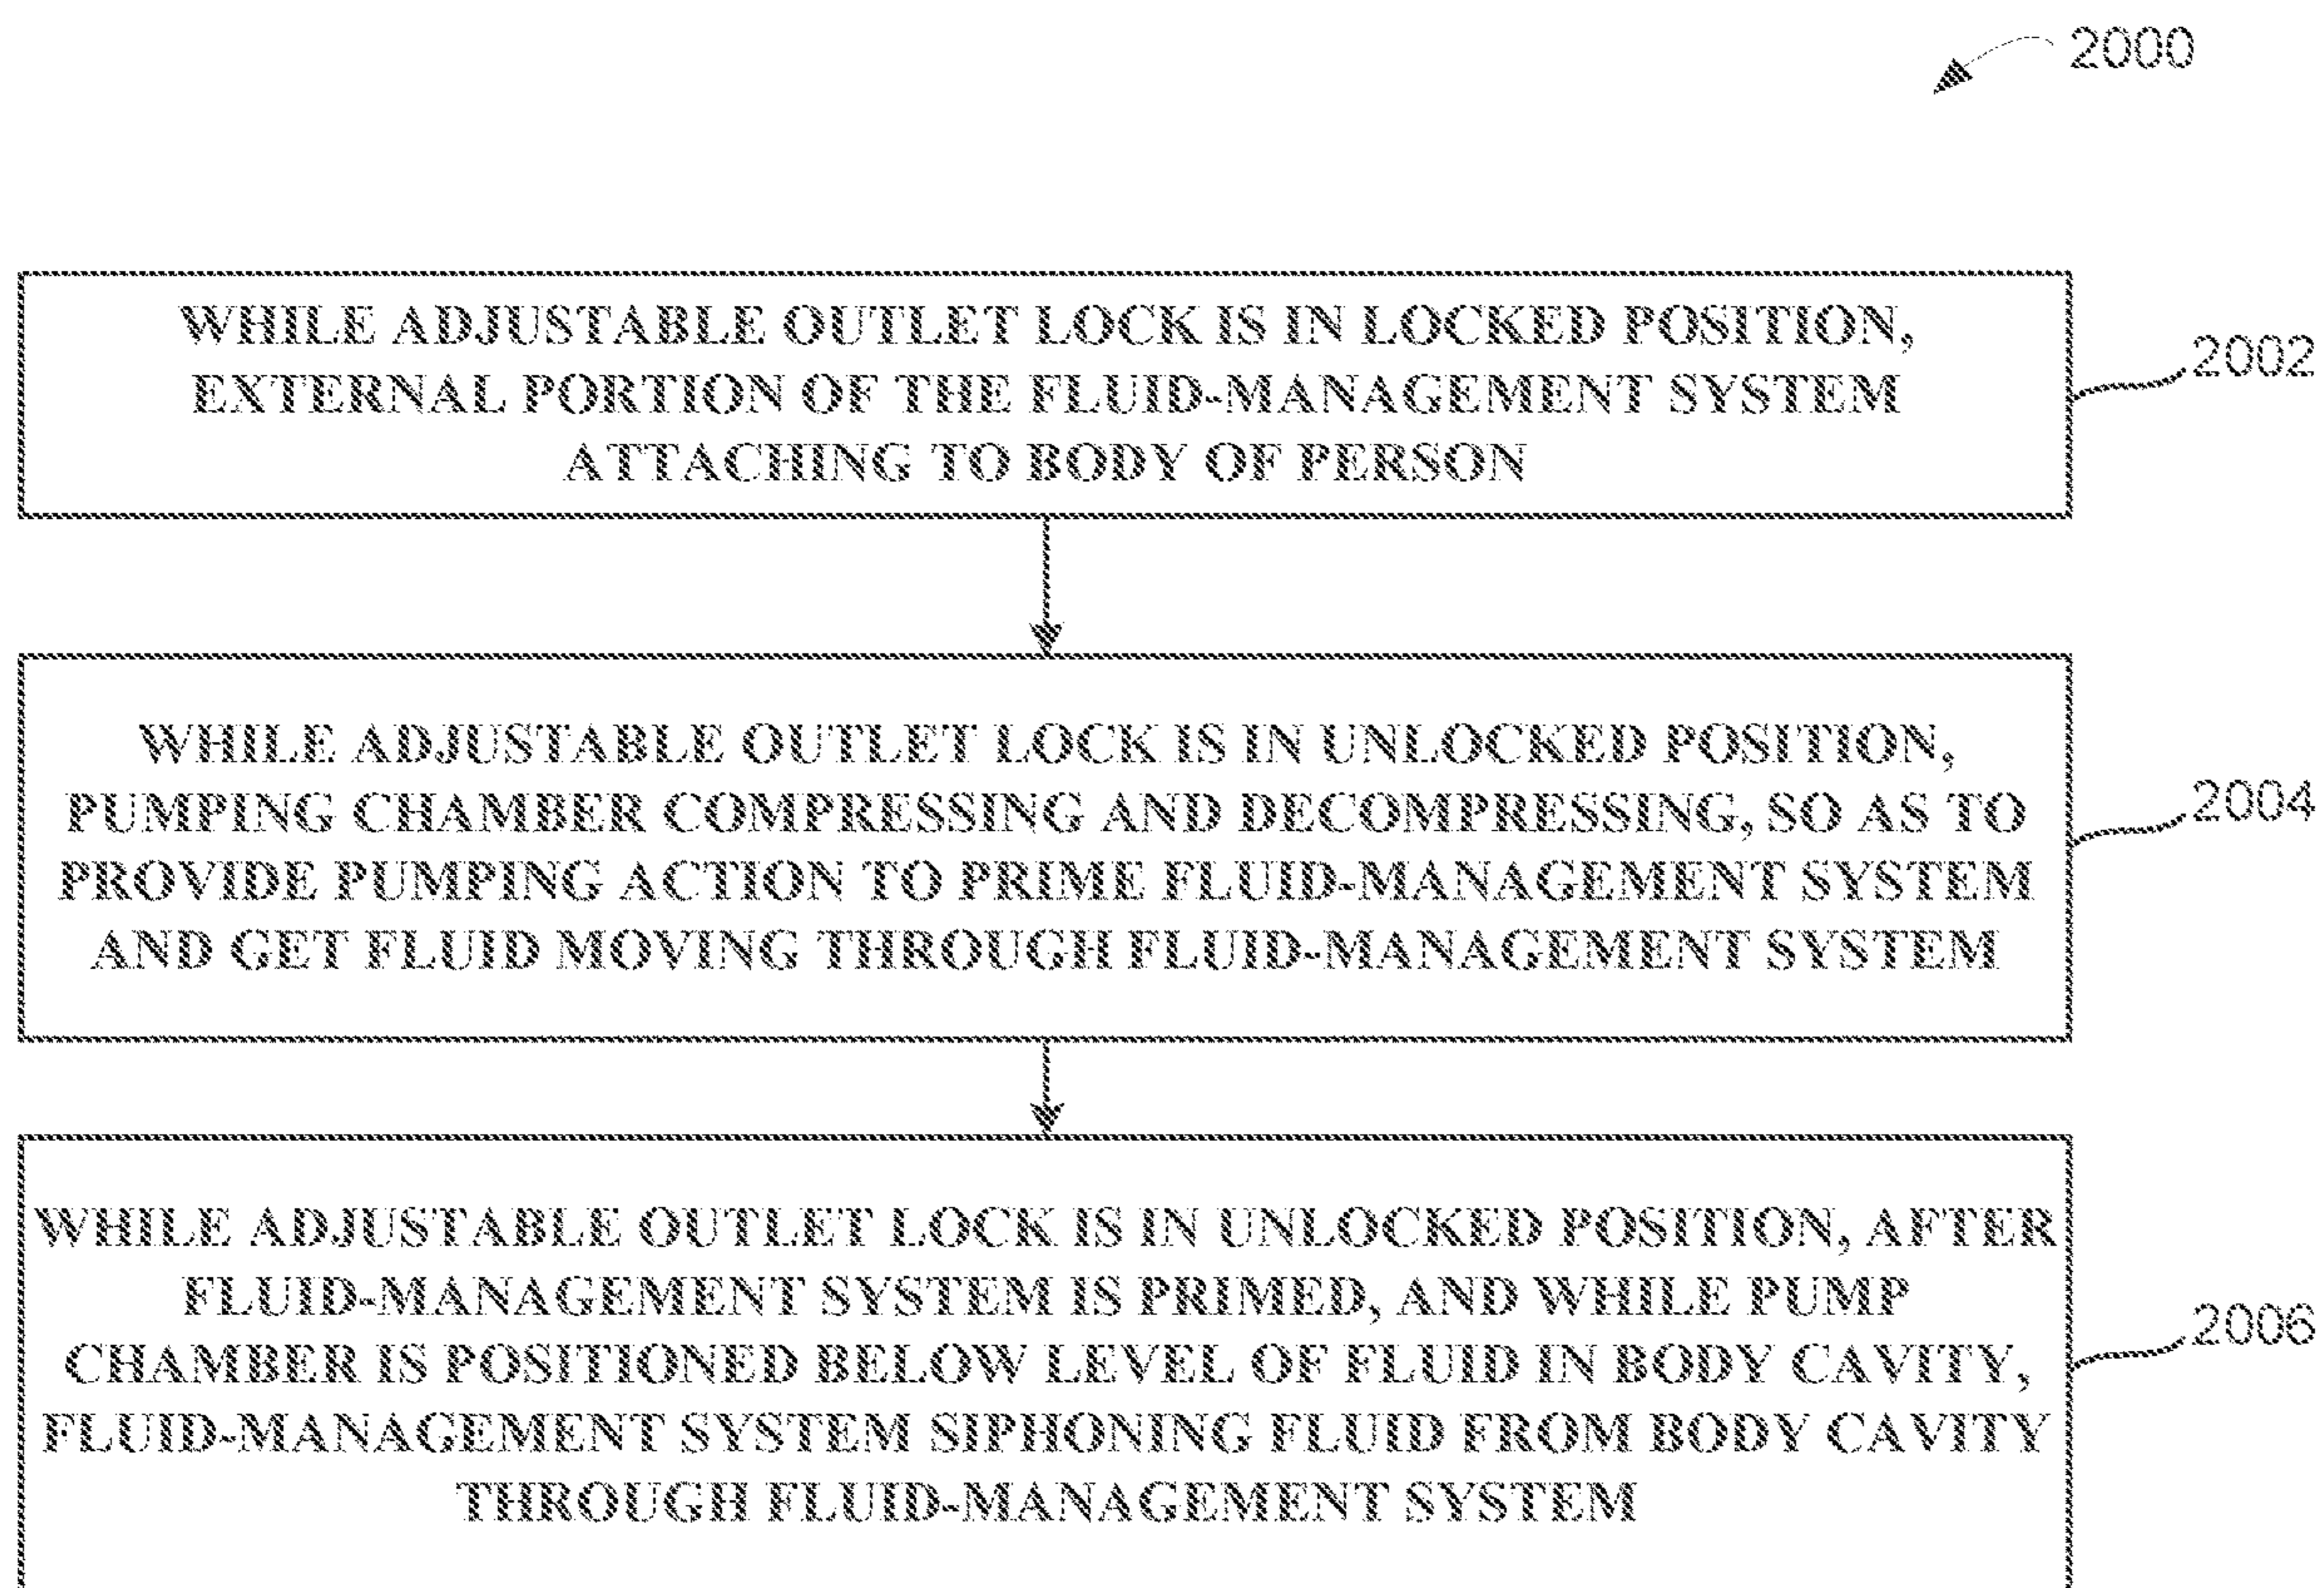 2000
WHILE ADJUSTABLE OUTLET LOCK IS IN LOCKED POSITION,
EXTERNAL PORTION OF THE FLUID-MANAGEMENT SYSTEM
ATTACHING TO BODY OF PERSON
2002
WHILE ADJUSTABLE OUTLET LOCK IS IN UNLOCKED POSITION,
PUMPING CHAMBER COMPRESSING AND DECOMPRESSING, SO AS TO
PROVIDE PUMPING ACTION TO PRIME FLUID-MANAGEMENT SYSTEM
AND GET FLUID MOVING THROUGH FLUID-MANAGEMENT SYSTEM
2004
WHILE ADJUSTABLE OUTLET LOCK IS IN UNLOCKED POSITION, AFTER
FLUID-MANAGEMENT SYSTEM IS PRIMED, AND WHILE PUMP
CHAMBER IS POSITIONED BELOW LEVEL OF FLUID IN BODY CAVITY,
FLUID-MANAGEMENT SYSTEM SIPHONING FLUID FROM BODY CAVITY
THROUGH FLUID-MANAGEMENT SYSTEM
2006